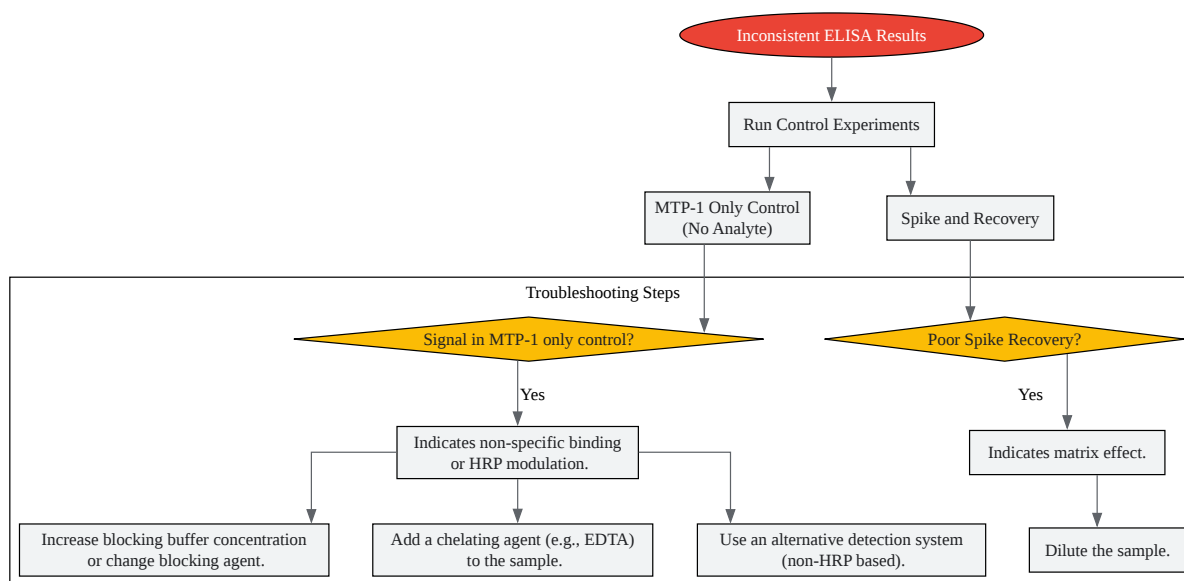 Inconsistent ELISA Results
Run Control Experiments
MTP-1 Only Control
(No Analyte)
Spike and Recovery
Troubleshooting Steps
Signal in MTP-1 only control?
Poor Spike Recovery?
Yes
Yes
Indicates non-specific binding
or HRP modulation.
Indicates matrix effect.
Increase blocking buffer concentration
or change blocking agent.
Add a chelating agent (e.g., EDTA)
to the sample.
Use an alternative detection system
(non-HRP based).
Dilute the sample.